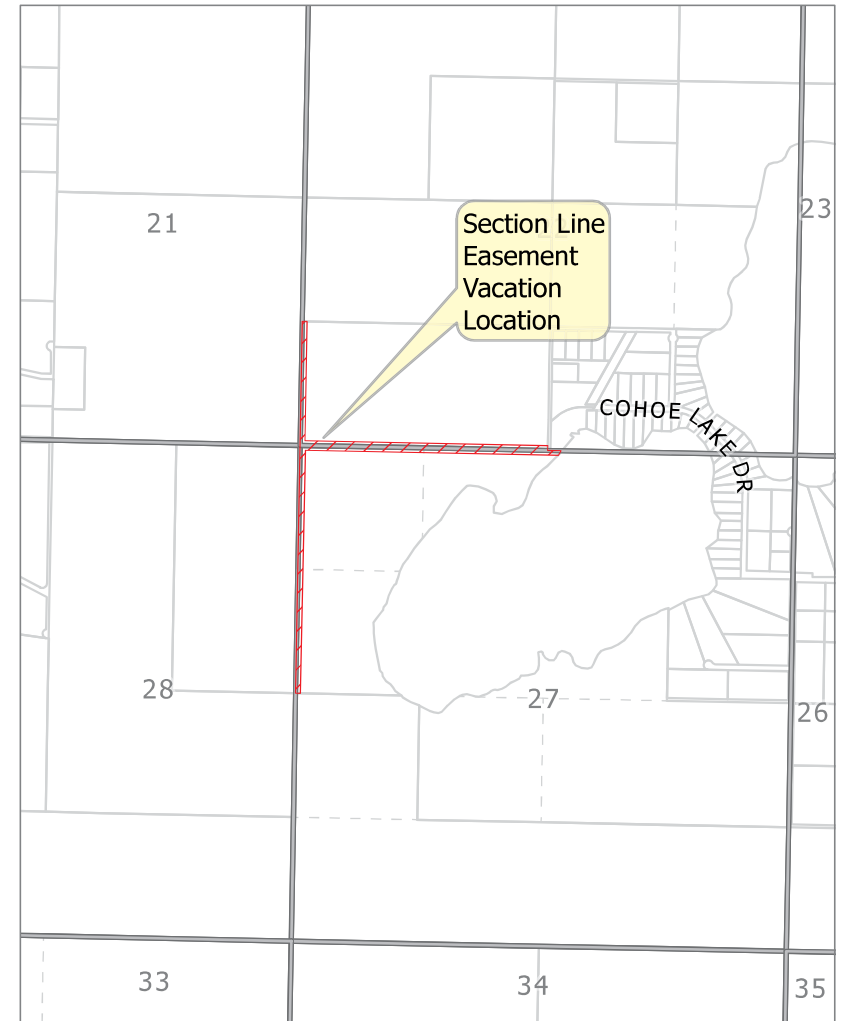 21
23
Section Line
Easement
Vacation
Location
COHOE LAKE DR
28
27
26
33
34
35